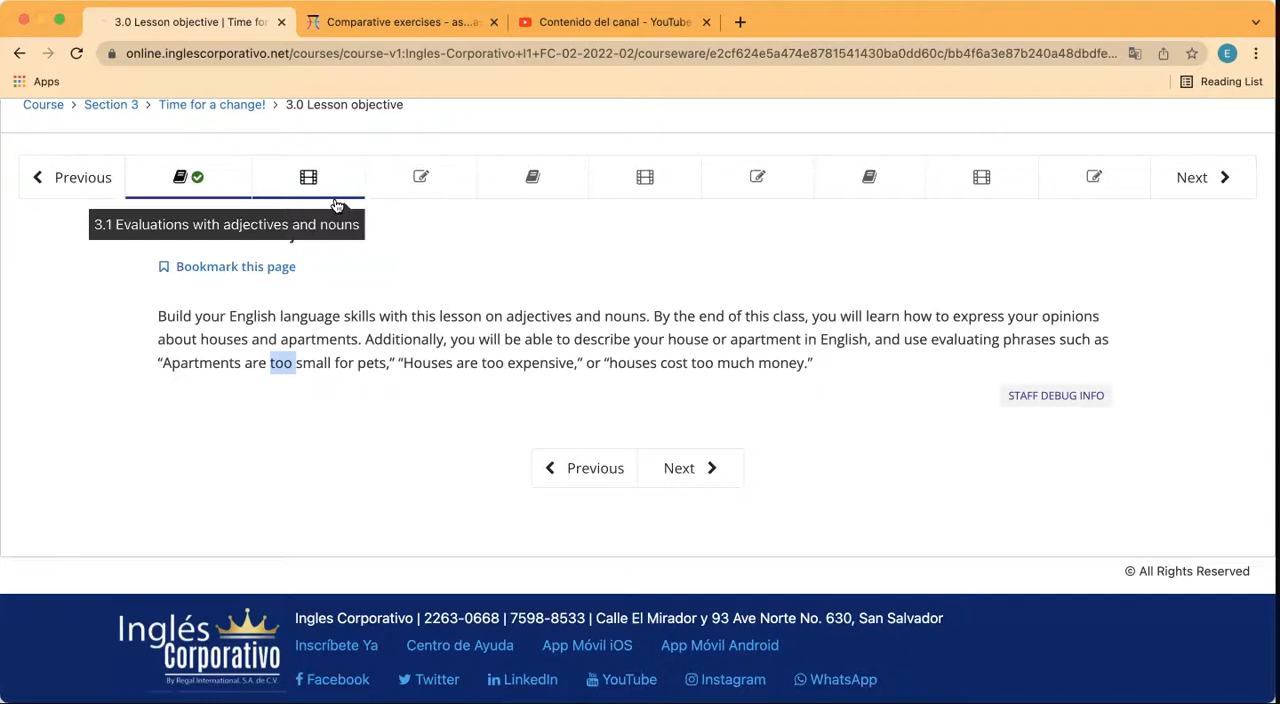 3.0 Lesson objective | Time for
Comparative exercises - as...as
Contenido del canal - YouTube
online.inglescorporativo.net/courses/course-v1:Ingles-Corporativo+I1+FC-02-2022-02/courseware/e2cf624e5a474e8781541430ba0dd60c/bb4f6a3e87b240a48dbdfe...
E
Apps
Reading List
Course > Section 3 > Time for a change! > 3.0 Lesson objective
Previous
Next
3.1 Evaluations with adjectives and nouns
Bookmark this page
Build your English language skills with this lesson on adjectives and nouns. By the end of this class, you will learn how to express your opinions
about houses and apartments. Additionally, you will be able to describe your house or apartment in English, and use evaluating phrases such as
“Apartments are too small for pets,” “Houses are too expensive,” or “houses cost too much money.”
STAFF DEBUG INFO
Previous
Next
© All Rights Reserved
Inglés Corporativo
By Regal International. S.A. de C.V.
Ingles Corporativo | 2263-0668 | 7598-8533 | Calle El Mirador y 93 Ave Norte No. 630, San Salvador
Inscríbete Ya Centro de Ayuda App Móvil iOS App Móvil Android
Facebook Twitter LinkedIn YouTube Instagram WhatsApp